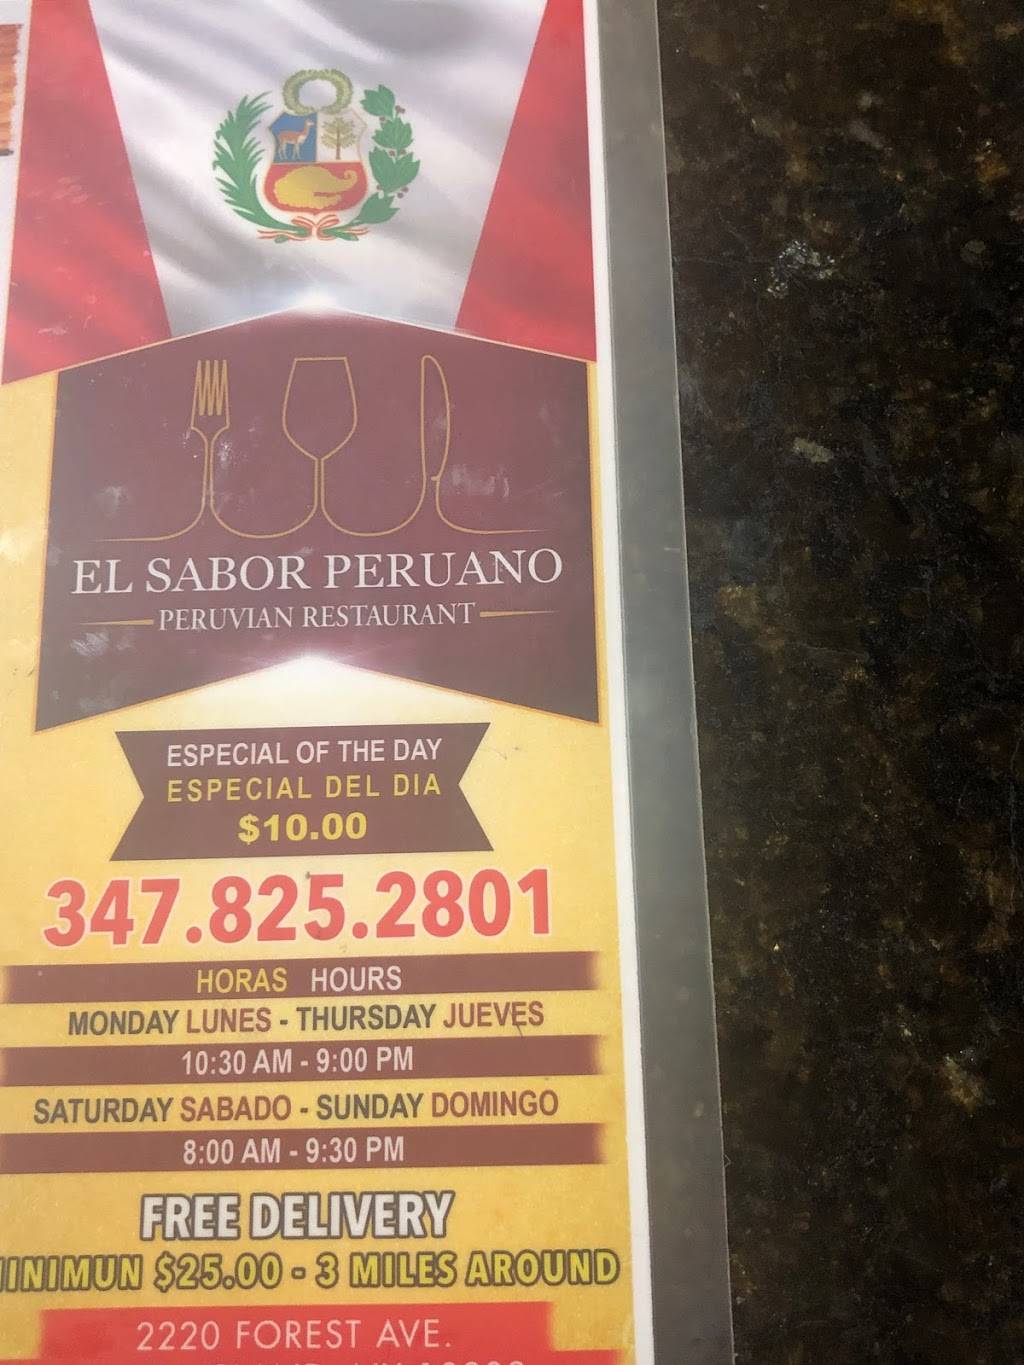 EL SABOR PERUANO
PERUVIAN RESTAURANT
ESPECIAL OF THE DAY
ESPECIAL DEL DIA
$10.00
347.825.2801
HORAS HOURS
MONDAY LUNES - THURSDAY JUEVES
10:30 AM - 9:00 PM
SATURDAY SABADO - SUNDAY DOMINGO
8:00 AM - 9:30 PM
FREE DELIVERY
MINIMUN $25.00 - 3 MILES AROUND
2220 FOREST AVE.